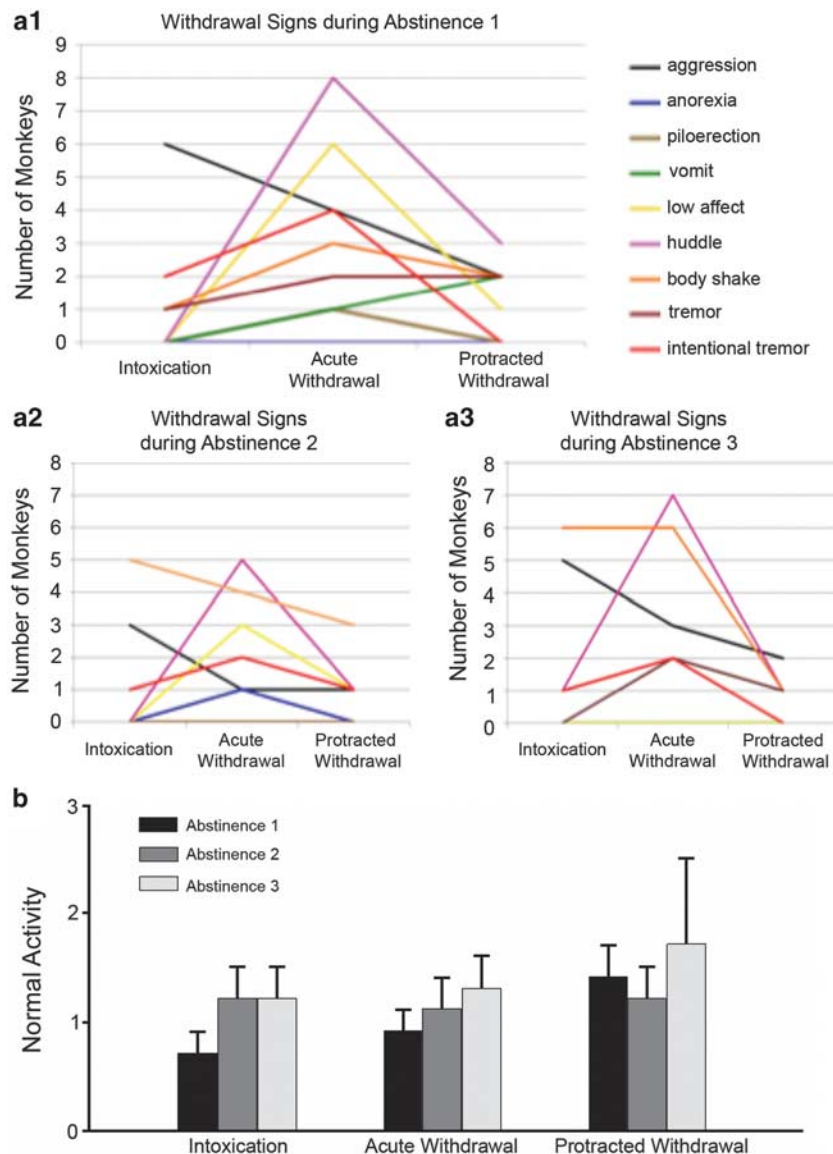 a1
Withdrawal Signs during Abstinence 1
Number of Monkeys
9
8
7
6
5
4
3
2
1
0
Intoxication
Acute
Withdrawal
Protracted
Withdrawal
aggression
anorexia
piloerection
vomit
low affect
huddle
body shake
tremor
intentional tremor
a2
Withdrawal Signs
during Abstinence 2
Number of Monkeys
8
7
6
5
4
3
2
1
0
Intoxication
Acute
Withdrawal
Protracted
Withdrawal
a3
Withdrawal Signs
during Abstinence 3
Number of Monkeys
8
7
6
5
4
3
2
1
0
Intoxication
Acute
Withdrawal
Protracted
Withdrawal
b
Normal Activity
3
2
1
0
Abstinence 1
Abstinence 2
Abstinence 3
Intoxication
Acute Withdrawal
Protracted Withdrawal